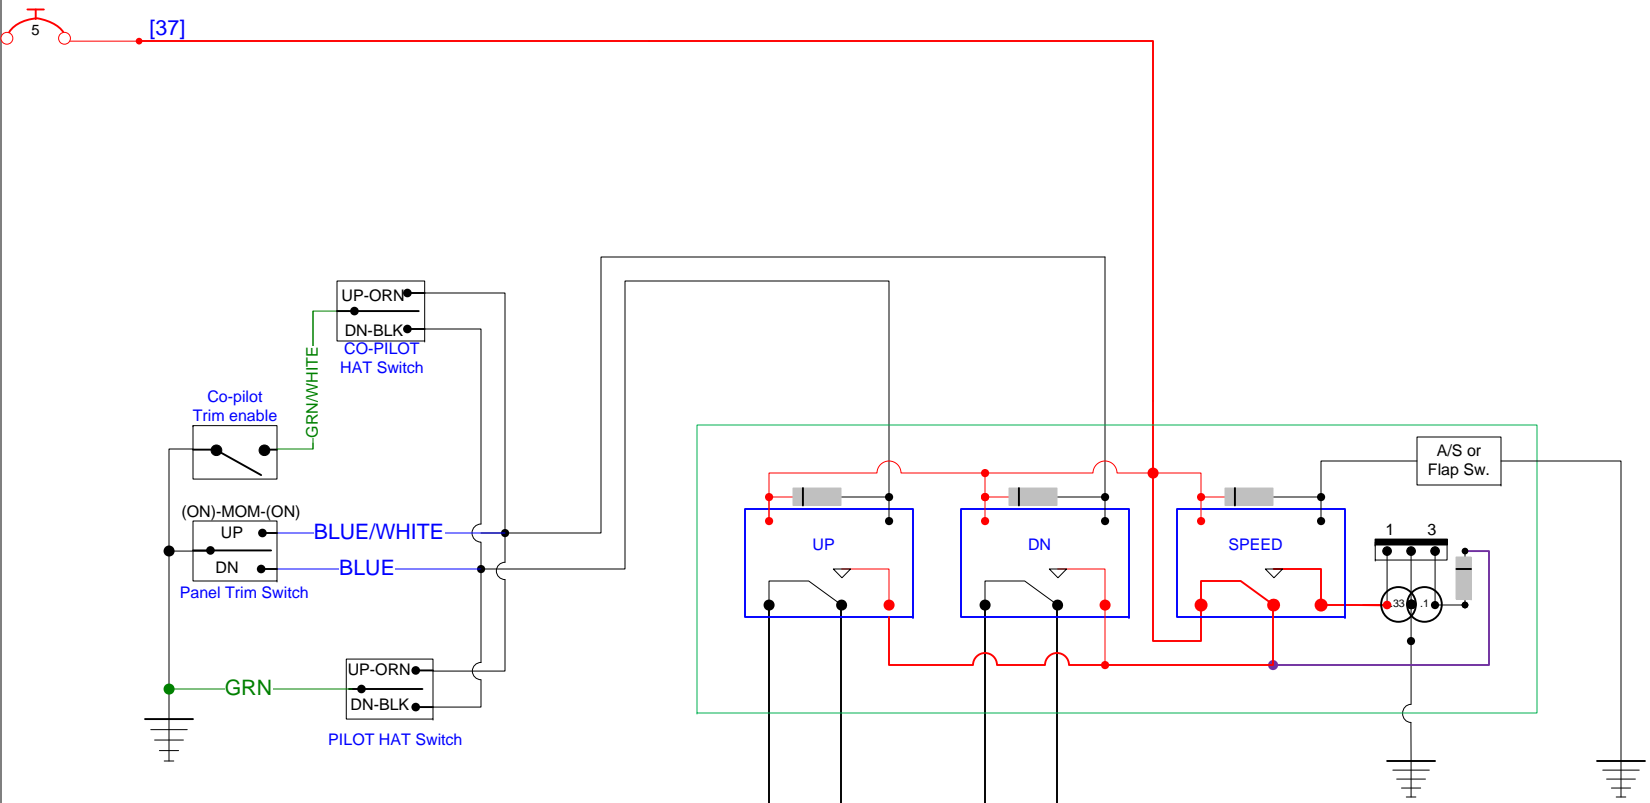 5
[37]
UP-ORN
DN-BLK
CO-PILOT
HAT Switch
GRN/WHITE
Co-pilot
Trim enable
(ON)-MOM-(ON)
UP
DN
Panel Trim Switch
BLUE/WHITE
BLUE
GRN
UP-ORN
DN-BLK
PILOT HAT Switch
UP
DN
SPEED
A/S or
Flap Sw.
1 3
.33 .1